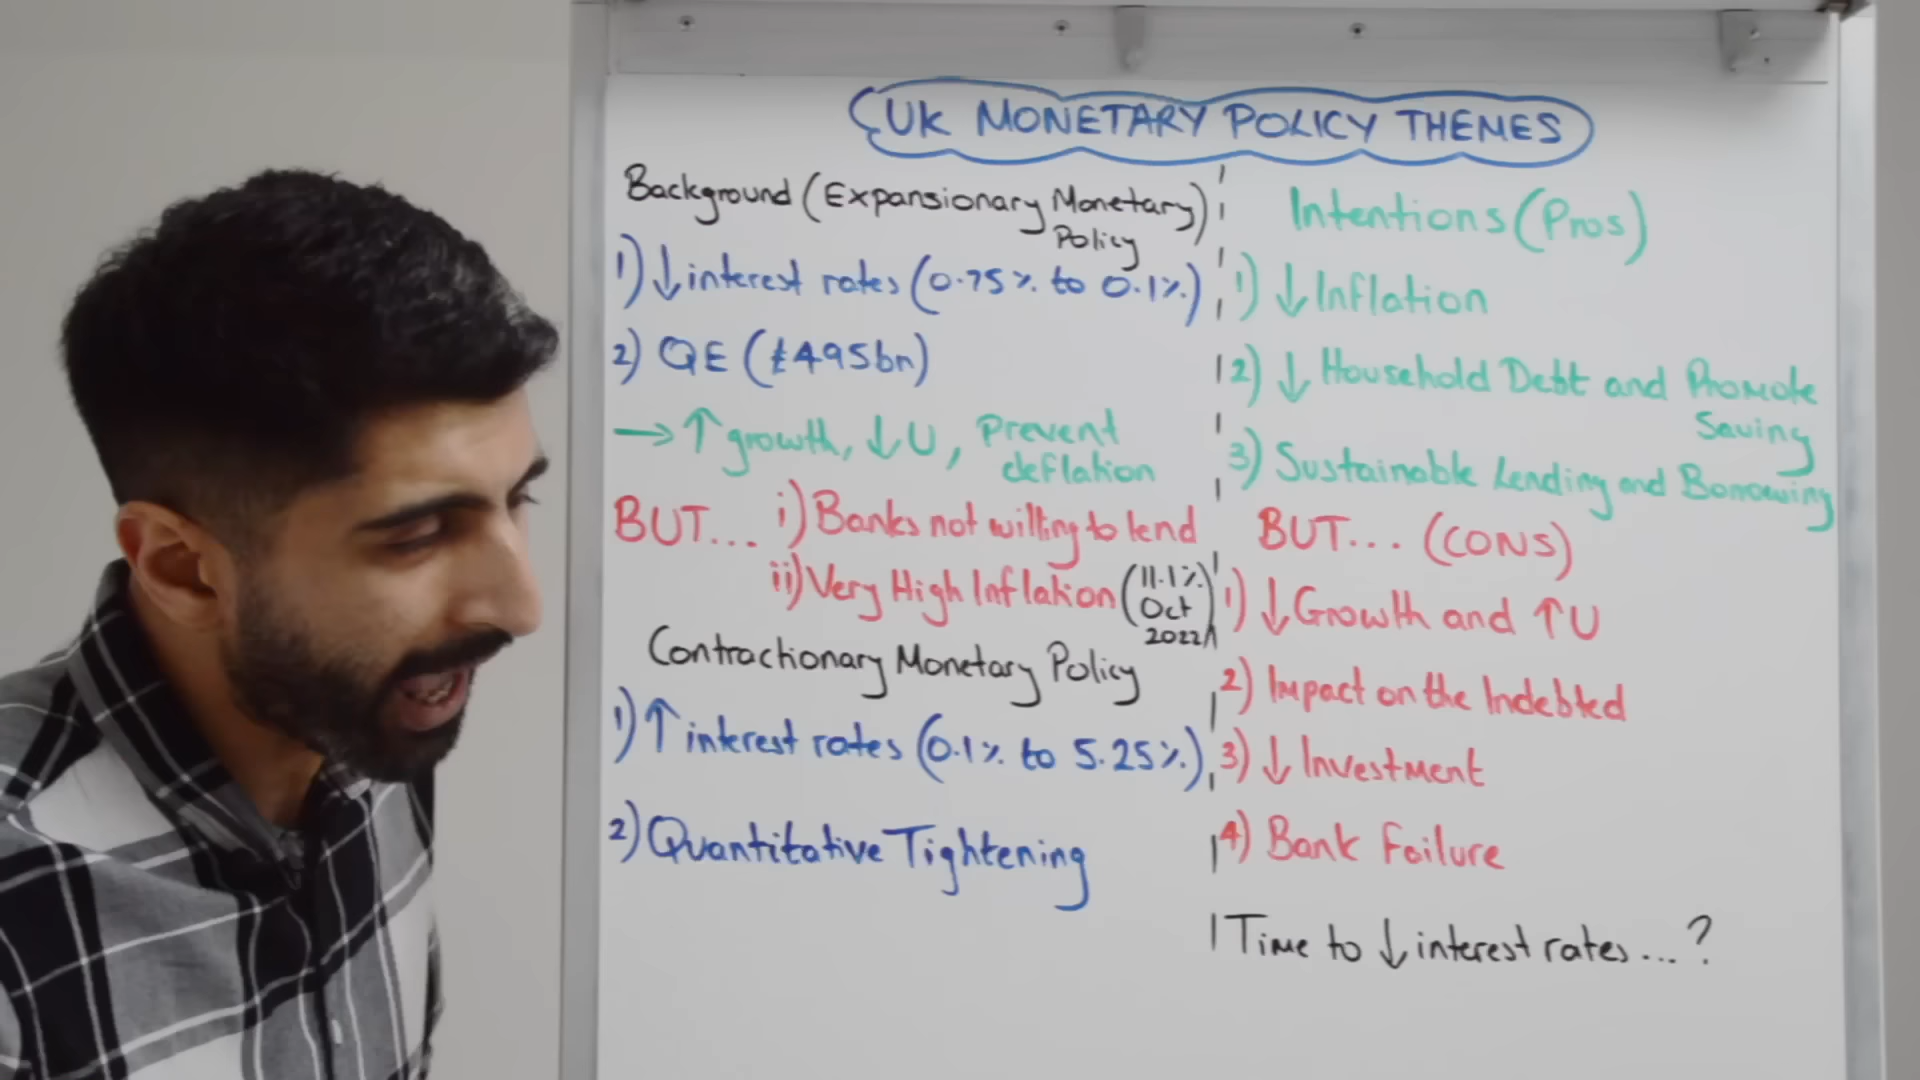 UK MONETARY POLICY THEMES
Background (Expansionary Monetary
Policy)
1) ↓ interest rates (0.75% to 0.1%)
2) QE (£495bn)
→ ↑ growth, ↓ U, Prevent
deflation
BUT... i) Banks not willing to lend
ii) Very High Inflation (11.1%
Oct
2022)
Contractionary Monetary Policy
1) ↑ interest rates (0.1% to 5.25%)
2) Quantitative Tightening
Intentions (Pros)
1) ↓ Inflation
2) ↓ Household Debt and Promote
Saving
3) Sustainable Lending and Borrowing
BUT... (CONS)
1) ↓ Growth and ↑ U
2) Impact on the Indebted
3) ↓ Investment
4) Bank Failure
Time to ↓ interest rates...?